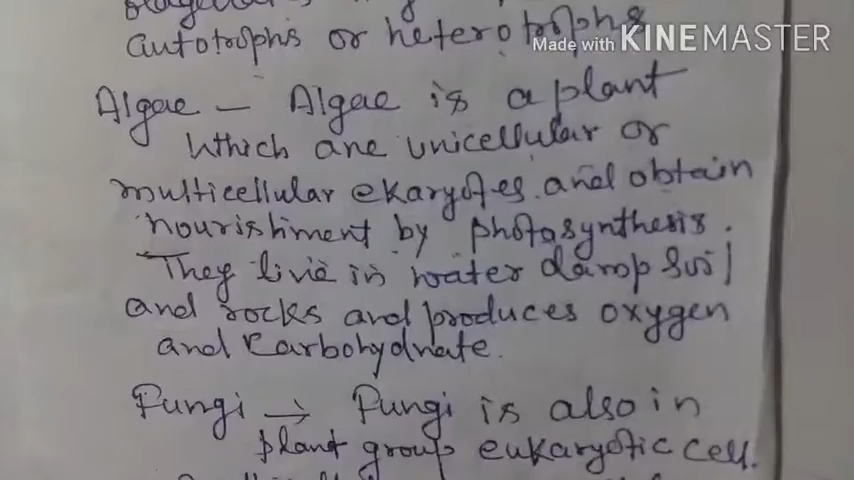 autotrophs or heterotrophs
Made with KINEMASTER
Algae — Algae is a plant
which are unicellular or
multicellular ekaryotes. and obtain
nourishment by photosynthesis.
They live in water damp soil
and rocks and produces oxygen
and Carbohydrate.
Fungi → Fungi is also in
plant group eukaryotic cell.